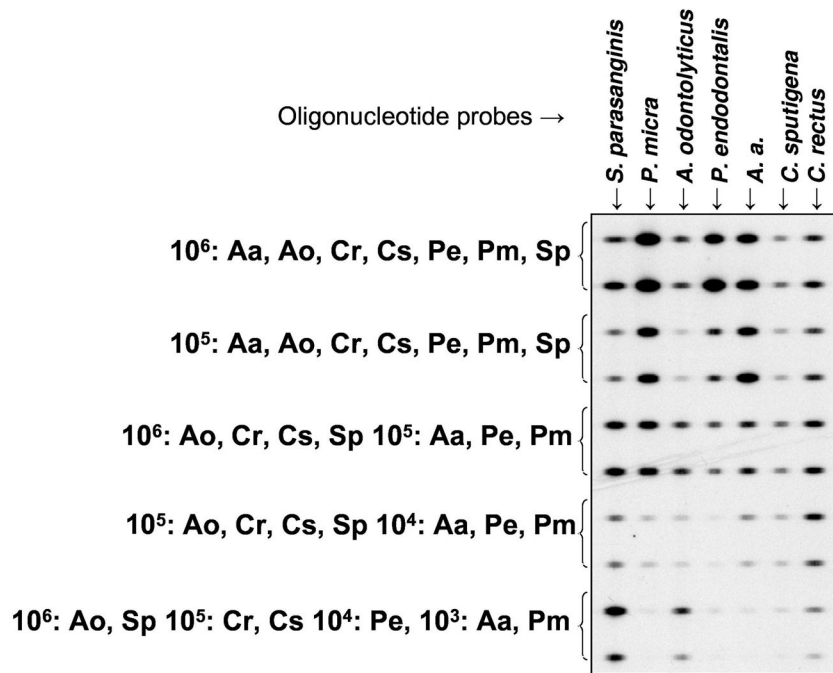 Oligonucleotide probes →
← S. parasanginis
← P. micra
← A. odontolyticus
← P. endodontalis
← A. a.
← C. sputigena
← C. rectus
10⁶: Aa, Ao, Cr, Cs, Pe, Pm, Sp
10⁵: Aa, Ao, Cr, Cs, Pe, Pm, Sp
10⁶: Ao, Cr, Cs, Sp 10⁵: Aa, Pe, Pm
10⁵: Ao, Cr, Cs, Sp 10⁴: Aa, Pe, Pm
10⁶: Ao, Sp 10⁵: Cr, Cs 10⁴: Pe, 10³: Aa, Pm